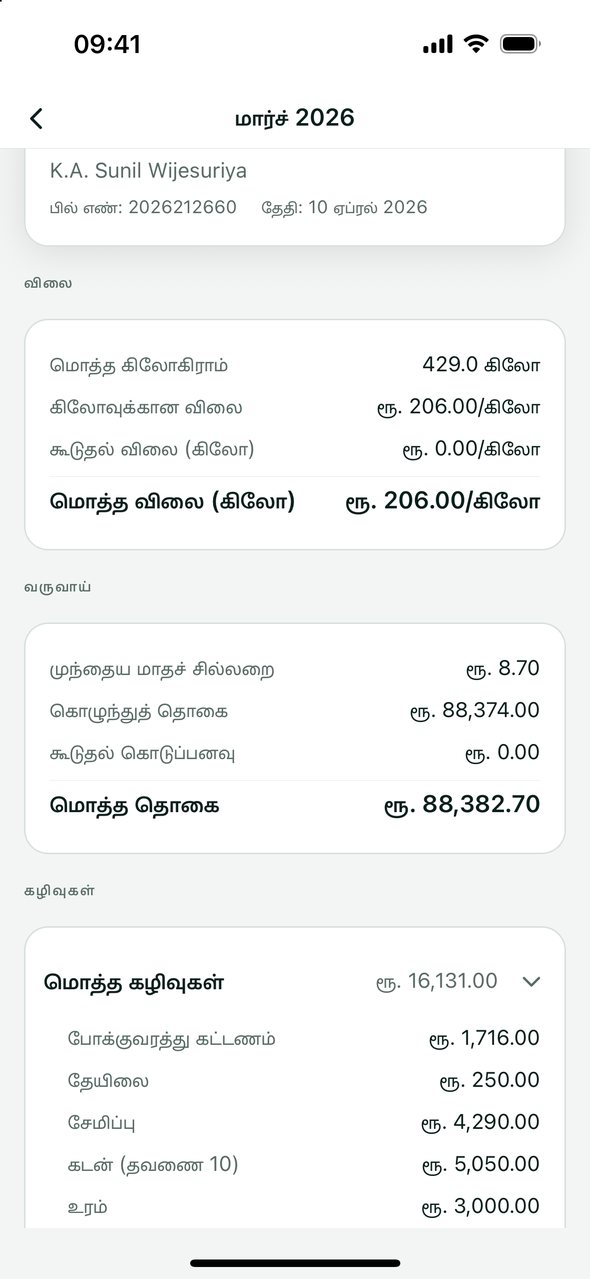 09:41
மார்ச் 2026
K.A. Sunil Wijesuriya
பில் எண்: 2026212660 தேதி: 10 ஏப்ரல் 2026
விலை
மொத்த கிலோகிராம் 429.0 கிலோ
கிலோவுக்கான விலை ரூ. 206.00/கிலோ
கூடுதல் விலை (கிலோ) ரூ. 0.00/கிலோ
மொத்த விலை (கிலோ) ரூ. 206.00/கிலோ
வருவாய்
முந்தைய மாதச் சில்லறை ரூ. 8.70
கொழுந்துத் தொகை ரூ. 88,374.00
கூடுதல் கொடுப்பனவு ரூ. 0.00
மொத்த தொகை ரூ. 88,382.70
கழிவுகள்
மொத்த கழிவுகள் ரூ. 16,131.00
போக்குவரத்து கட்டணம் ரூ. 1,716.00
தேயிலை ரூ. 250.00
சேமிப்பு ரூ. 4,290.00
கடன் (தவணை 10) ரூ. 5,050.00
உரம் ரூ. 3,000.00